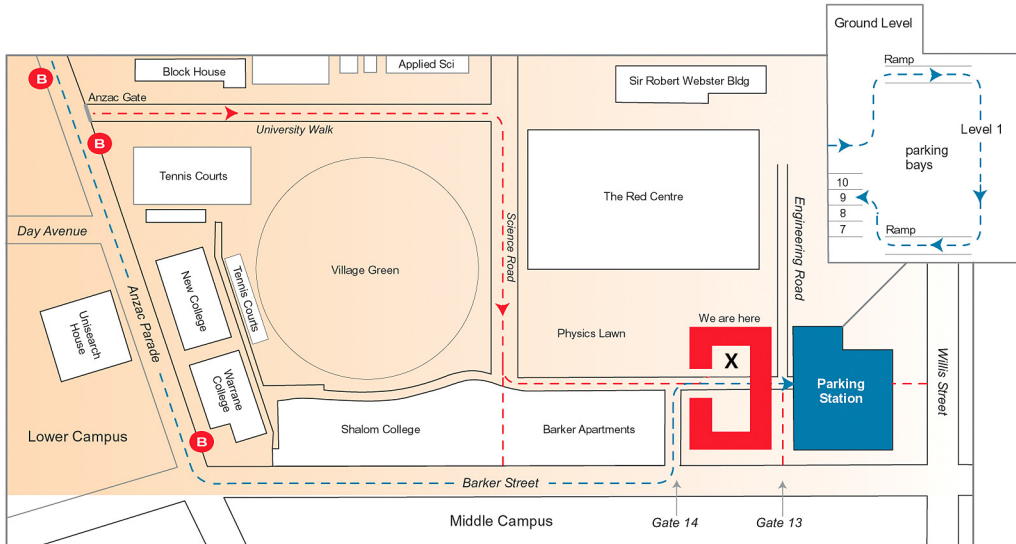 Ground Level
Ramp
Level 1
parking
bays
10
9
8
7
Ramp
B
Block House
Applied Sci
Sir Robert Webster Bldg
Anzac Gate
University Walk
B
Tennis Courts
The Red Centre
Day Avenue
Science Road
Engineering Road
New College
Tennis Courts
Village Green
Anzac Parade
Unisearch
House
We are here
Physics Lawn
X
Willis Street
Warrane
College
Parking
Station
Lower Campus
B
Shalom College
Barker Apartments
Barker Street
Middle Campus
Gate 14
Gate 13